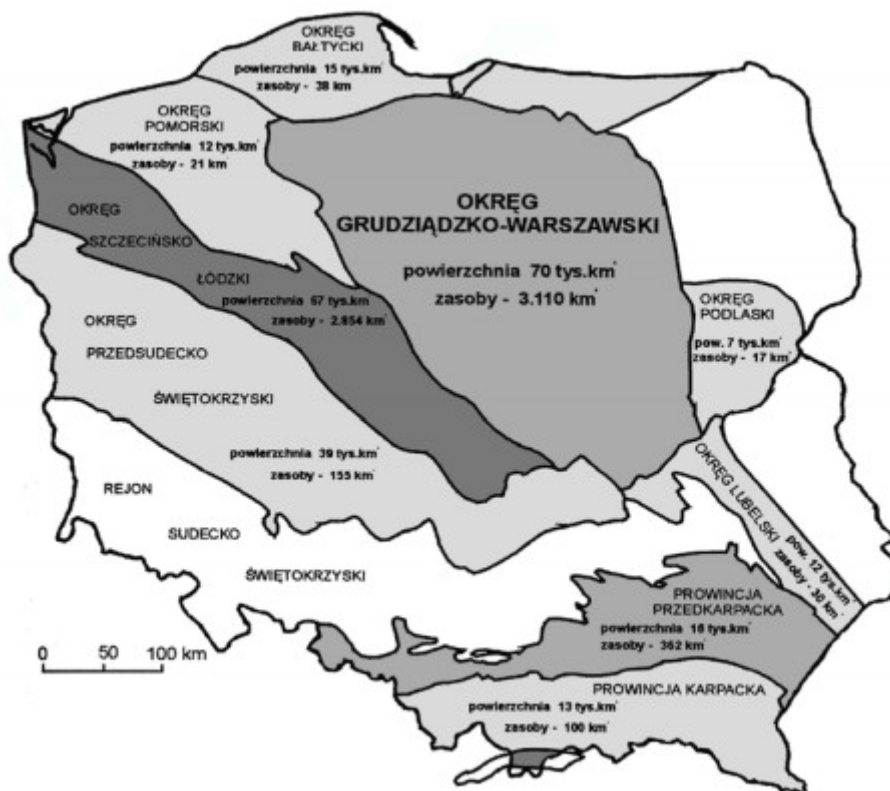 OKRĘG
BAŁTYCKI
powierzchnia 15 tys.km
zasoby - 38 km
OKRĘG
POMORSKI
powierzchnia 12 tys.km
zasoby - 21 km
OKRĘG
SZCZECIŃSKO
ŁÓDZKI
powierzchnia 67 tys.km
zasoby - 2.854 km
OKRĘG
GRUDZIĄDZKO-WARSZAWSKI
powierzchnia 70 tys.km
zasoby - 3.110 km
OKRĘG
PODLASKI
pow. 7 tys.km
zasoby - 17 km
OKRĘG
PRZEDSUDECKO
ŚWIĘTOKRZYSKI
powierzchnia 39 tys.km
zasoby - 155 km
OKRĘG LUBELSKI
pow. 12 tys.km
zasoby - 30 km
REJON
SUDECKO
ŚWIĘTOKRZYSKI
PROWINCJA
PRZEDKARPACKA
powierzchnia 16 tys.km
zasoby - 362 km
PROWINCJA KARPACKA
powierzchnia 13 tys.km
zasoby - 100 km
0 50 100 km